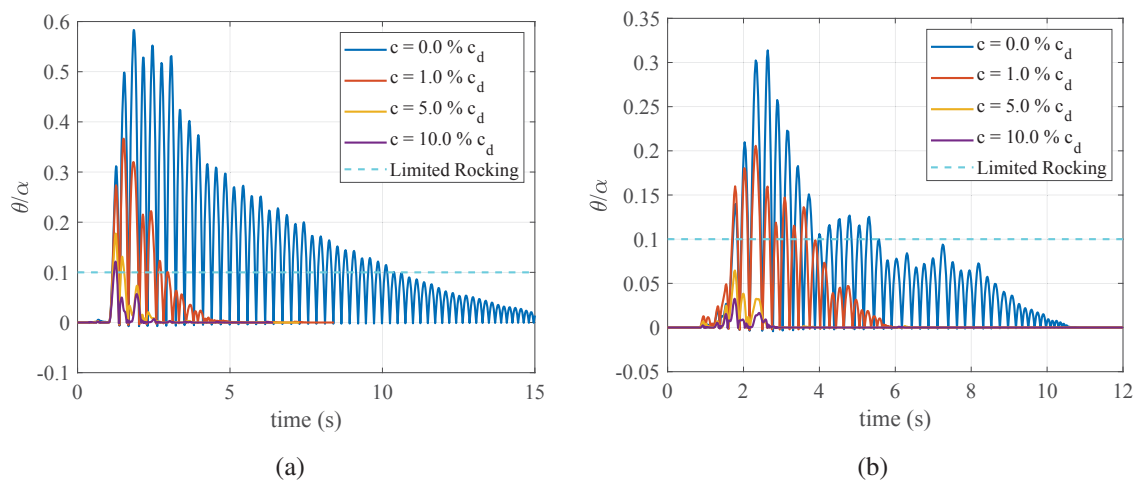 0.6
0.5
0.4
0.3
0.2
0.1
0
-0.1
θ/α
0
5
10
15
time (s)
c = 0.0 % c_d
c = 1.0 % c_d
c = 5.0 % c_d
c = 10.0 % c_d
Limited Rocking
(a)
0.35
0.3
0.25
0.2
0.15
0.1
0.05
0
-0.05
θ/α
0
2
4
6
8
10
12
time (s)
c = 0.0 % c_d
c = 1.0 % c_d
c = 5.0 % c_d
c = 10.0 % c_d
Limited Rocking
(b)